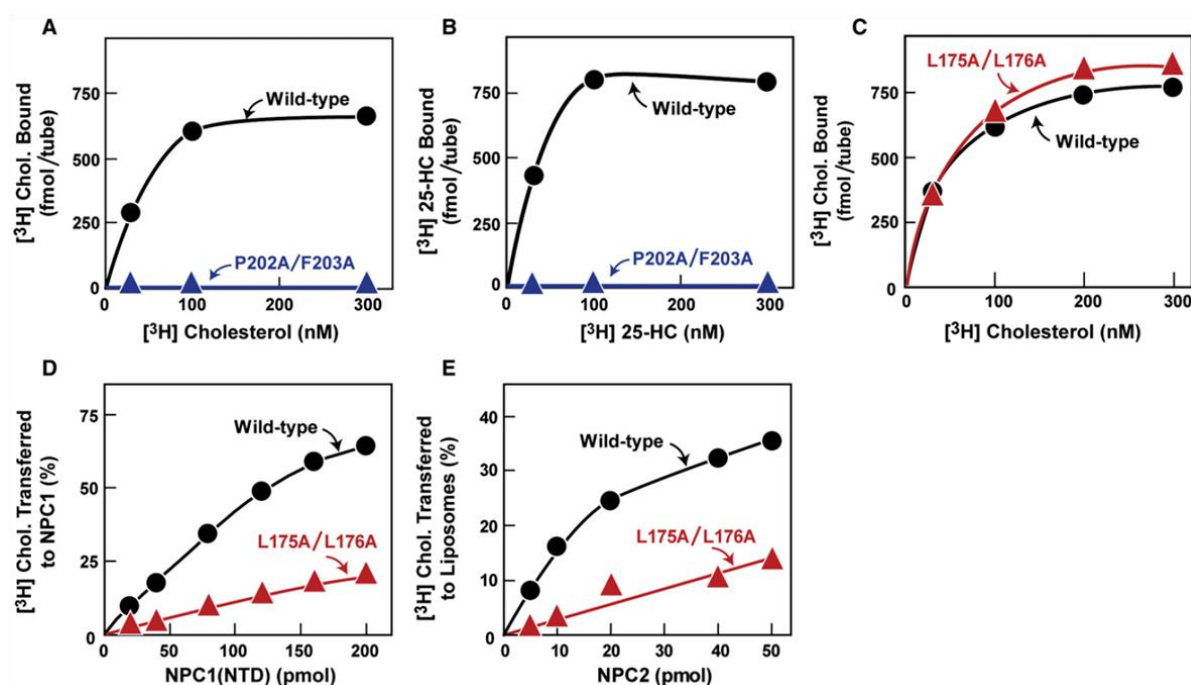 A
[³H] Chol. Bound
(fmol/tube)
750
500
250
0
Wild-type
P202A/F203A
0 100 200 300
[³H] Cholesterol (nM)
B
[³H] 25-HC Bound
(fmol/tube)
750
500
250
0
Wild-type
P202A/F203A
0 100 200 300
[³H] 25-HC (nM)
C
[³H] Chol. Bound
(fmol/tube)
750
500
250
0
L175A/L176A
Wild-type
0 100 200 300
[³H] Cholesterol (nM)
D
[³H] Chol. Transferred
to NPC1 (%)
75
50
25
0
Wild-type
L175A/L176A
0 50 100 150 200
NPC1(NTD) (pmol)
E
[³H] Chol. Transferred
to Liposomes (%)
40
30
20
10
0
Wild-type
L175A/L176A
0 10 20 30 40 50
NPC2 (pmol)